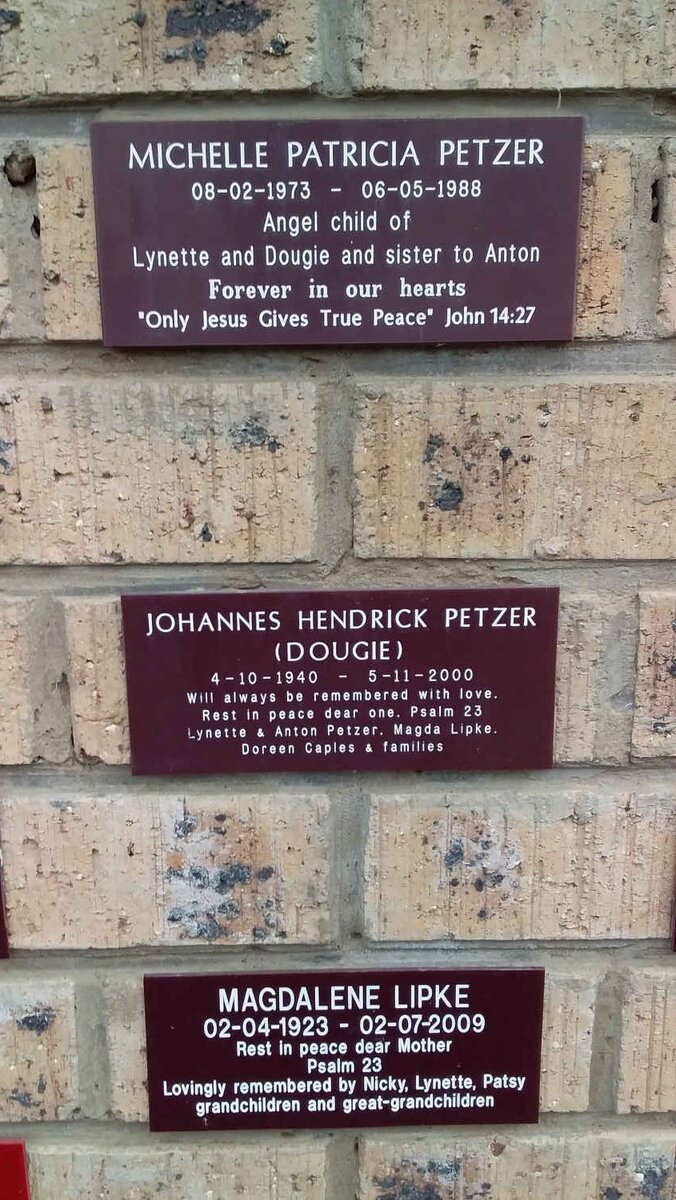 MICHELLE PATRICIA PETZER
08-02-1973 - 06-05-1988
Angel child of
Lynette and Dougie and sister to Anton
Forever in our hearts
"Only Jesus Gives True Peace" John 14:27
JOHANNES HENDRICK PETZER
(DOUGIE)
4-10-1940 - 5-11-2000
Will always be remembered with love.
Rest in peace dear one. Psalm 23
Lynette & Anton Petzer. Magda Lipke.
Doreen Caples & families
MAGDALENE LIPKE
02-04-1923 - 02-07-2009
Rest in peace dear Mother
Psalm 23
Lovingly remembered by Nicky, Lynette, Patsy
grandchildren and great-grandchildren